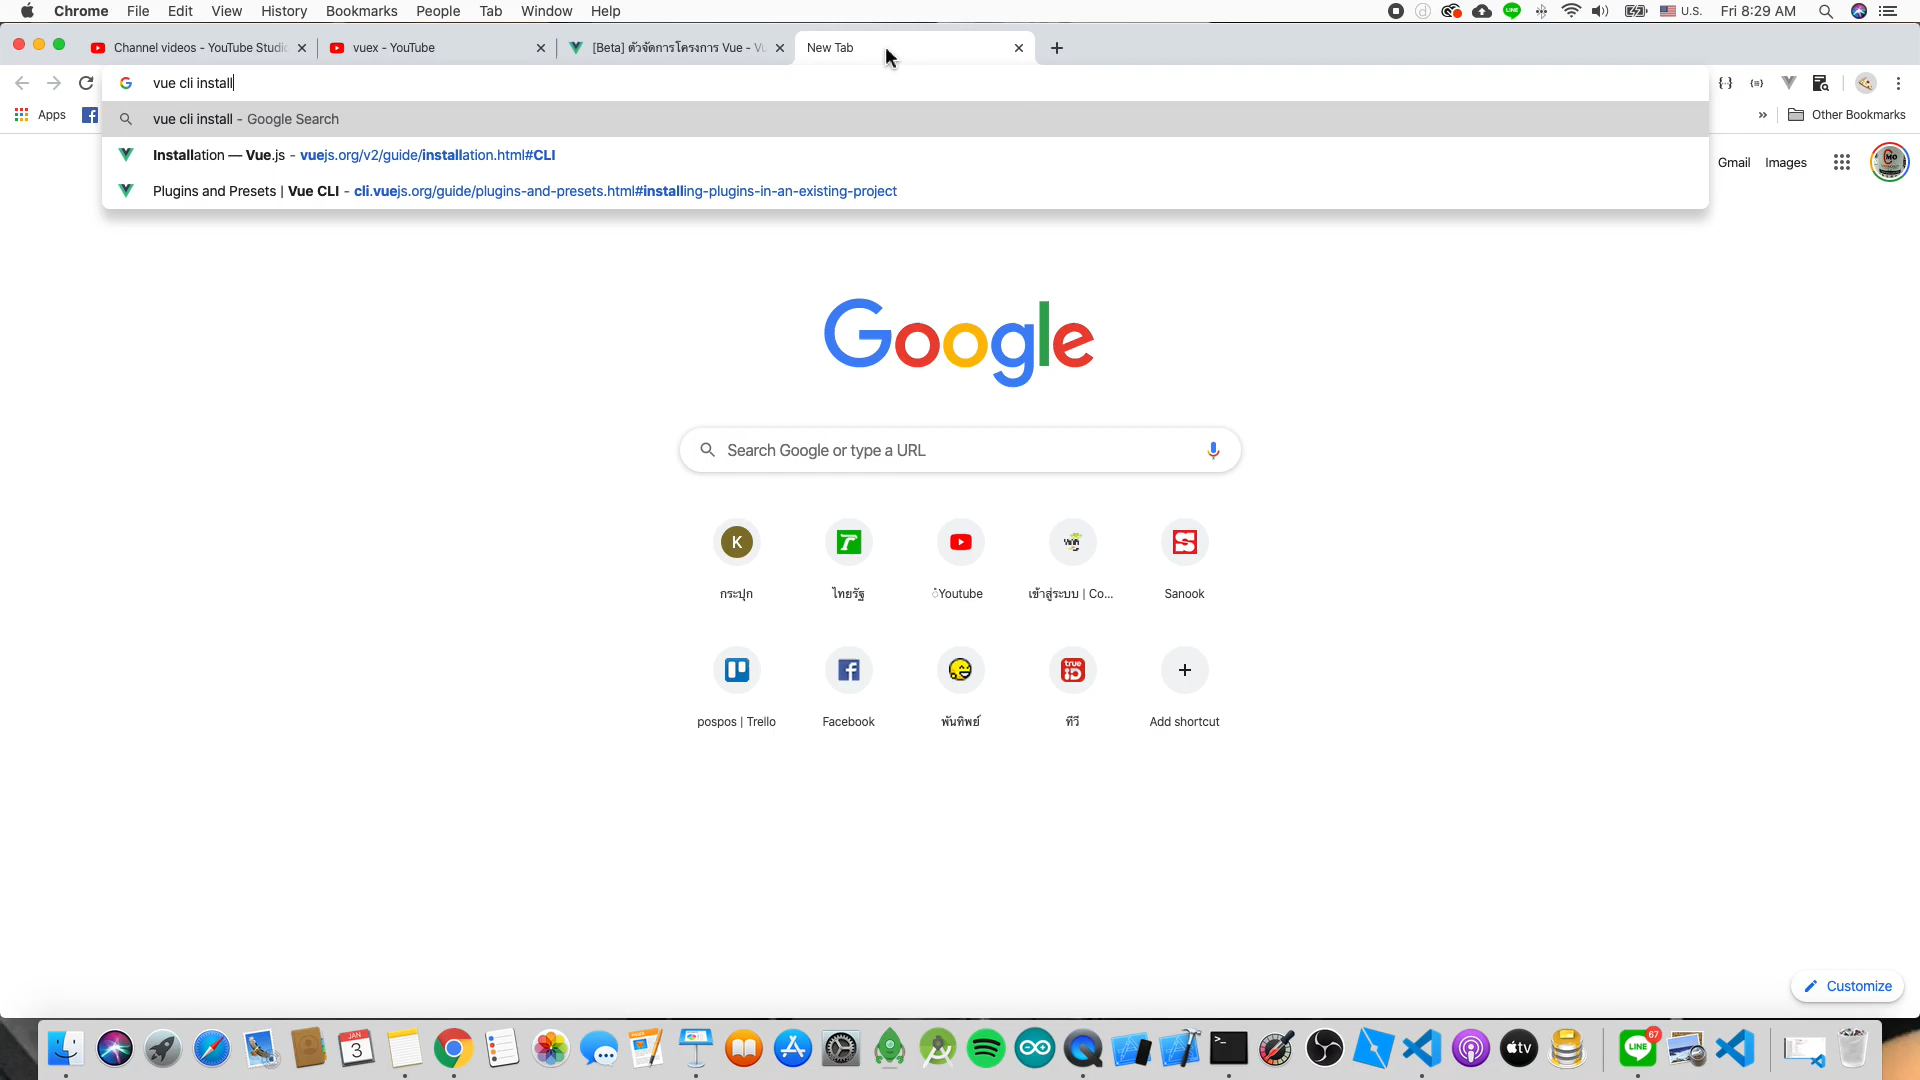 Chrome File Edit View History Bookmarks People Tab Window Help
LINE U.S. Fri 8:29 AM
Channel videos - YouTube Studio
vuex - YouTube
[Beta] ตัวจัดการโครงการ Vue - Vu
New Tab
vue cli install
Apps
Other Bookmarks
vue cli install - Google Search
Installation — Vue.js - vuejs.org/v2/guide/installation.html#CLI
Plugins and Presets | Vue CLI - cli.vuejs.org/guide/plugins-and-presets.html#installing-plugins-in-an-existing-project
Gmail Images
Google
Search Google or type a URL
K
กระปุก
ไทยรัฐ
ํYoutube
เข้าสู่ระบบ | Co...
Sanook
true iD
pospos | Trello
Facebook
พันทิพย์
ทีวี
Add shortcut
Customize
JAN
3
tv
LINE
67